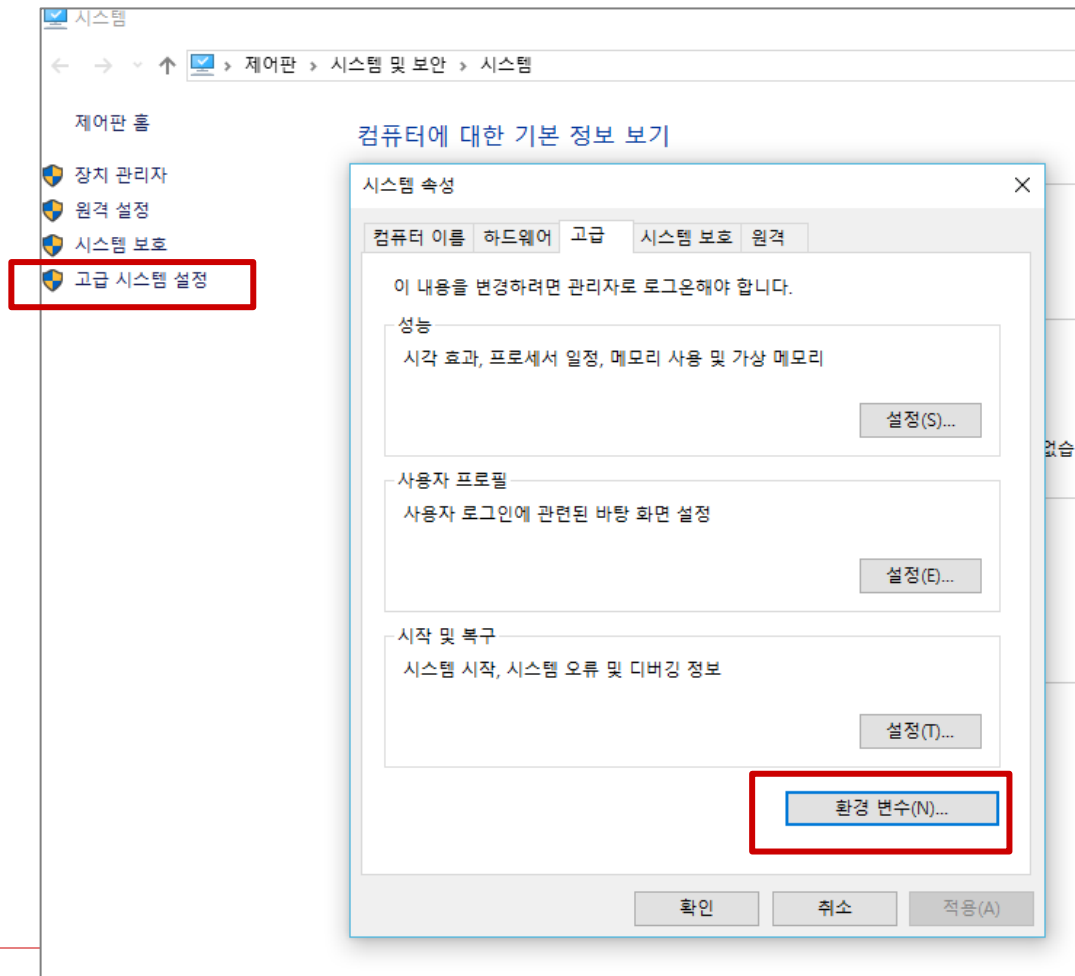 시스템
제어판 › 시스템 및 보안 › 시스템
제어판 홈
컴퓨터에 대한 기본 정보 보기
장치 관리자
원격 설정
시스템 보호
고급 시스템 설정
시스템 속성
컴퓨터 이름 하드웨어 고급 시스템 보호 원격
이 내용을 변경하려면 관리자로 로그온해야 합니다.
성능
시각 효과, 프로세서 일정, 메모리 사용 및 가상 메모리
설정(S)...
없습
사용자 프로필
사용자 로그인에 관련된 바탕 화면 설정
설정(E)...
시작 및 복구
시스템 시작, 시스템 오류 및 디버깅 정보
설정(T)...
환경 변수(N)...
확인 취소 적용(A)